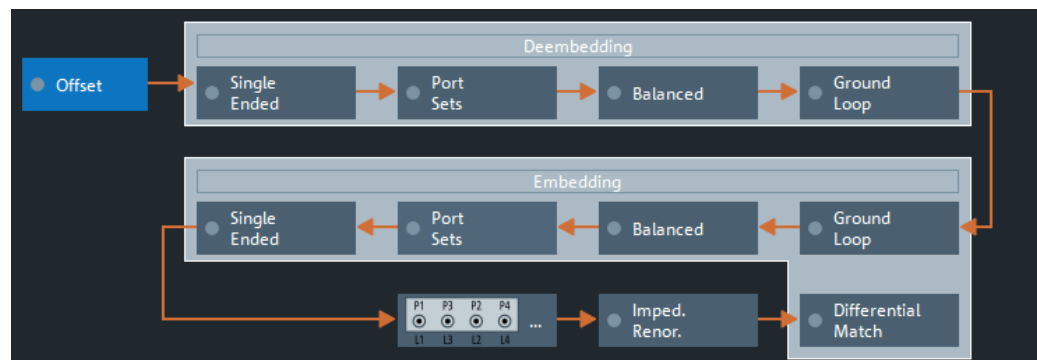 Deembedding
Offset
Single
Ended
Port
Sets
Balanced
Ground
Loop
Embedding
Single
Ended
Port
Sets
Balanced
Ground
Loop
P1 P3 P2 P4
L1 L3 L2 L4
...
Imped.
Renor.
Differential
Match